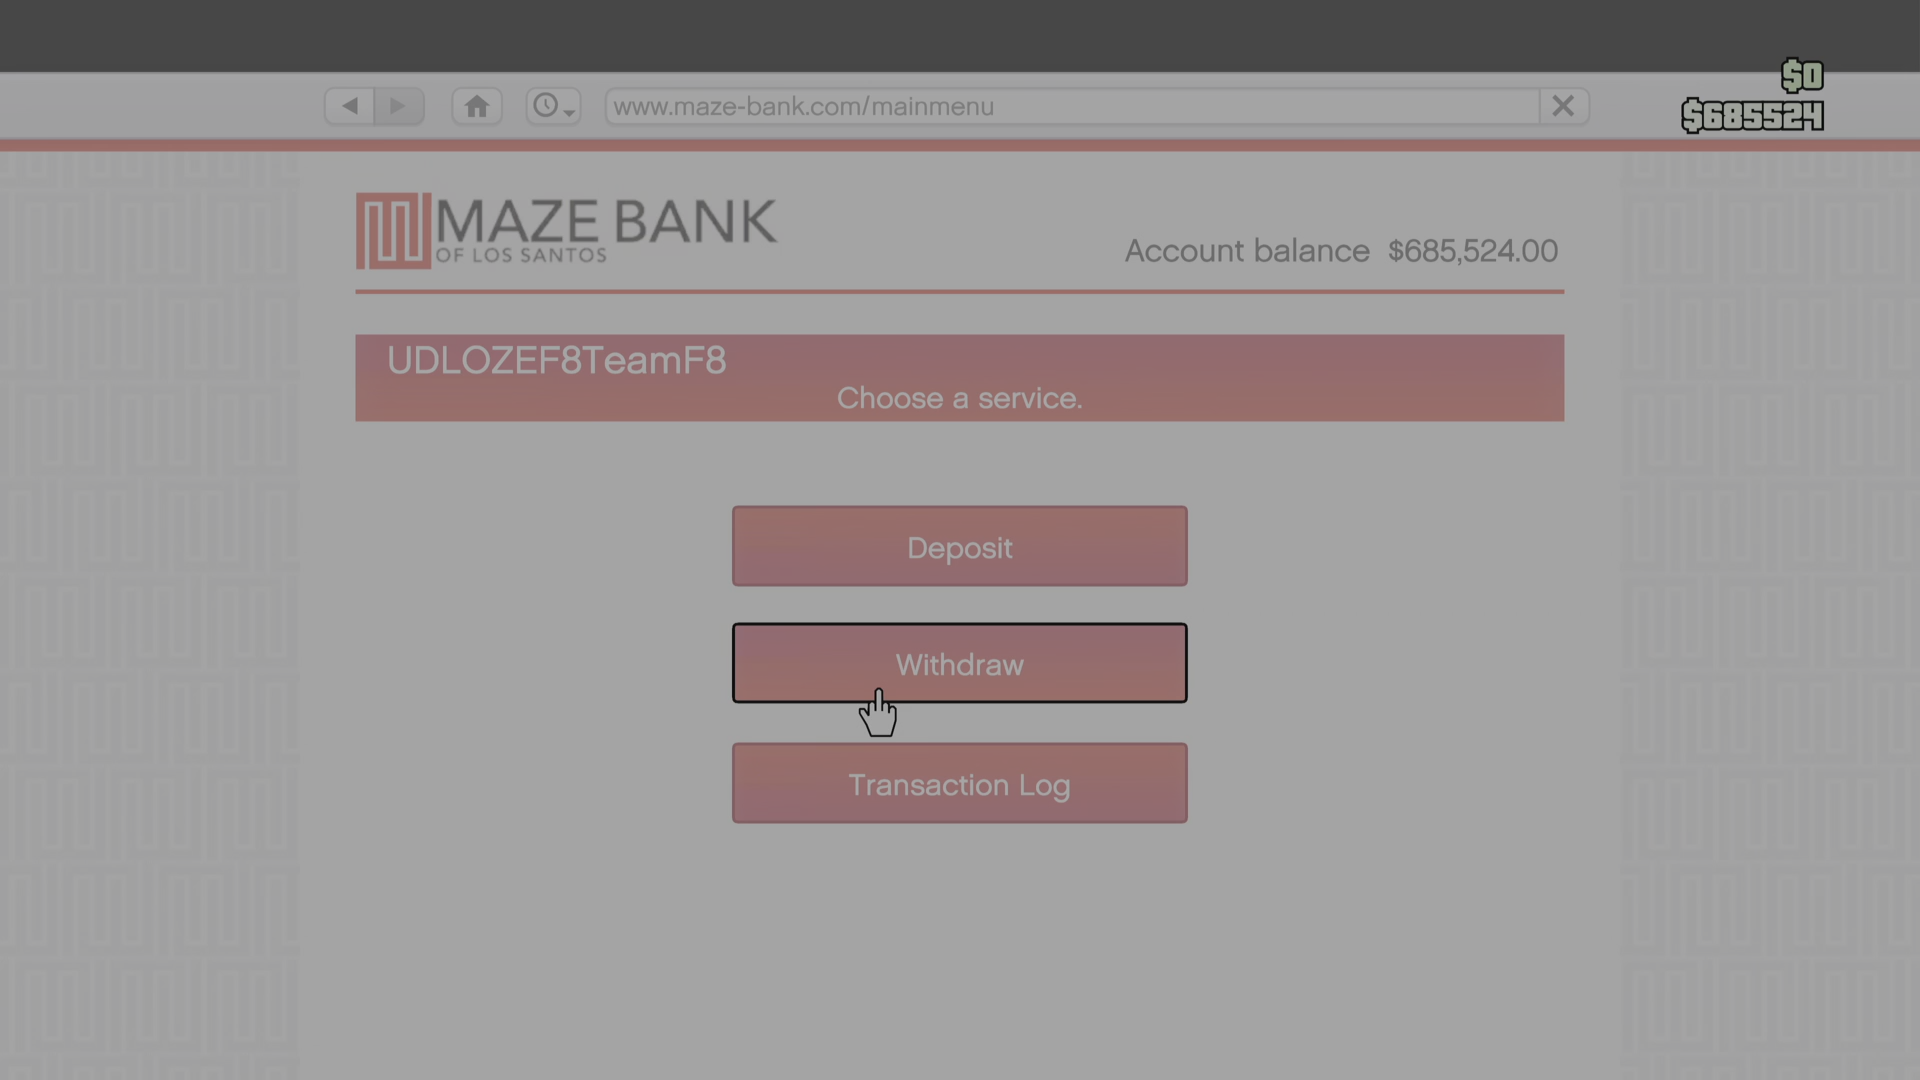 $0
www.maze-bank.com/mainmenu
$685524
MAZE BANK
OF LOS SANTOS
Account balance $685,524.00
UDLOZEF8TeamF8
Choose a service.
Deposit
Withdraw
Transaction Log